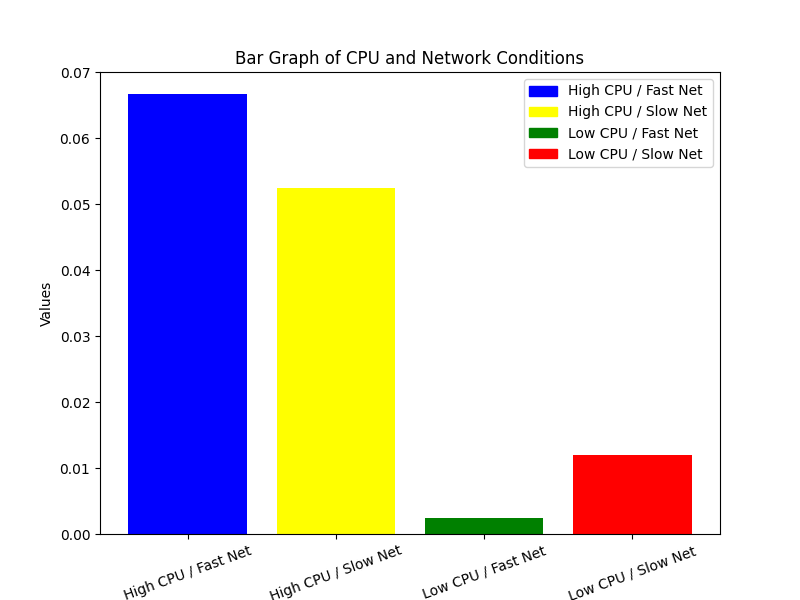 Bar Graph of CPU and Network Conditions
0.07
0.06
0.05
0.04
0.03
0.02
0.01
0.00
Values
High CPU / Fast Net
High CPU / Slow Net
Low CPU / Fast Net
Low CPU / Slow Net
High CPU / Fast Net
High CPU / Slow Net
Low CPU / Fast Net
Low CPU / Slow Net